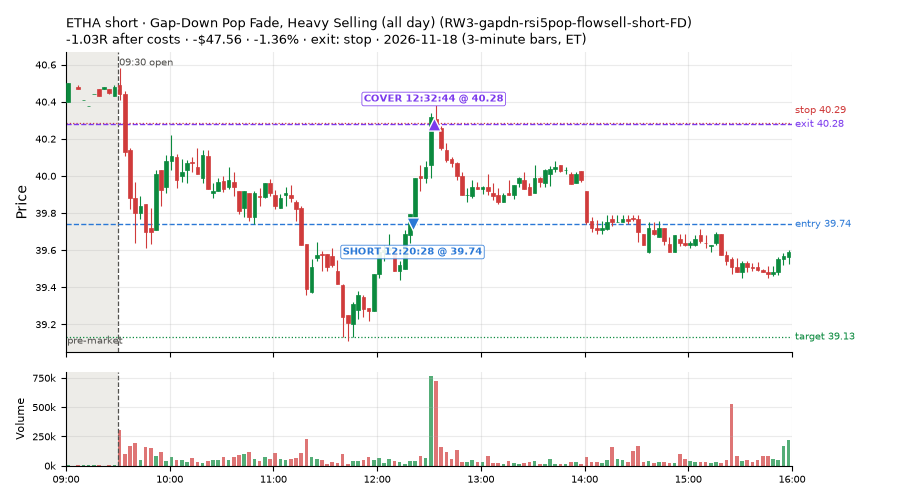 ETHA short · Gap-Down Pop Fade, Heavy Selling (all day) (RW3-gapdn-rsi5pop-flowsell-short-FD)
-1.03R after costs · -$47.56 · -1.36% · exit: stop · 2026-11-18 (3-minute bars, ET)
09:30 open
COVER 12:32:44 @ 40.28
SHORT 12:20:28 @ 39.74
pre-market
stop 40.29
exit 40.28
entry 39.74
target 39.13
Price
40.6
40.4
40.2
40.0
39.8
39.6
39.4
39.2
Volume
750k
500k
250k
0k
09:00 10:00 11:00 12:00 13:00 14:00 15:00 16:00